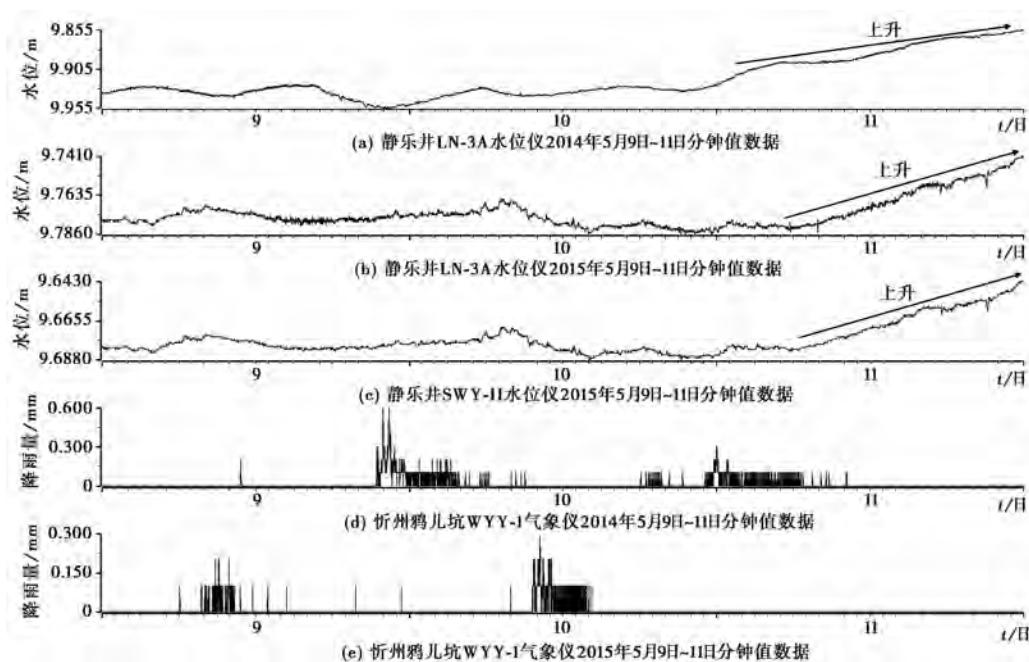 9.855
9.905
9.955
水位/m
上升
9
10
11
t/日
(a) 静乐井LN-3A水位仪2014年5月9日~11日分钟值数据
9.7410
9.7635
9.7860
水位/m
上升
9
10
11
t/日
(b) 静乐井LN-3A水位仪2015年5月9日~11日分钟值数据
9.6430
9.6655
9.6880
水位/m
上升
9
10
11
t/日
(c) 静乐井SWY-II水位仪2015年5月9日~11日分钟值数据
0.600
0.300
0
降雨量/mm
9
10
11
t/日
(d) 忻州鸦儿坑WYY-1气象仪2014年5月9日~11日分钟值数据
0.300
0.150
0
降雨量/mm
9
10
11
t/日
(e) 忻州鸦儿坑WYY-1气象仪2015年5月9日~11日分钟值数据